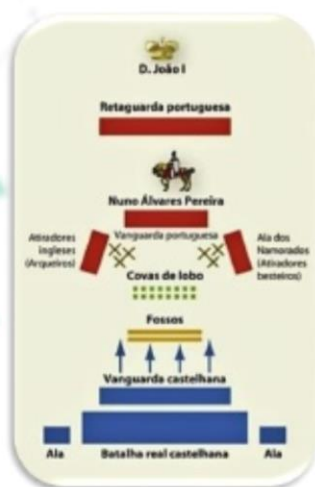 D. João I
Retaguarda portuguesa
Nuno Álvares Pereira
Vanguarda portuguesa
Atiradores
ingleses
(Arqueiros)
Ala dos
Namorados
(Atiradores
besteiros)
Covas de lobo
Fossos
Vanguarda castelhana
Ala
Batalha real castelhana
Ala